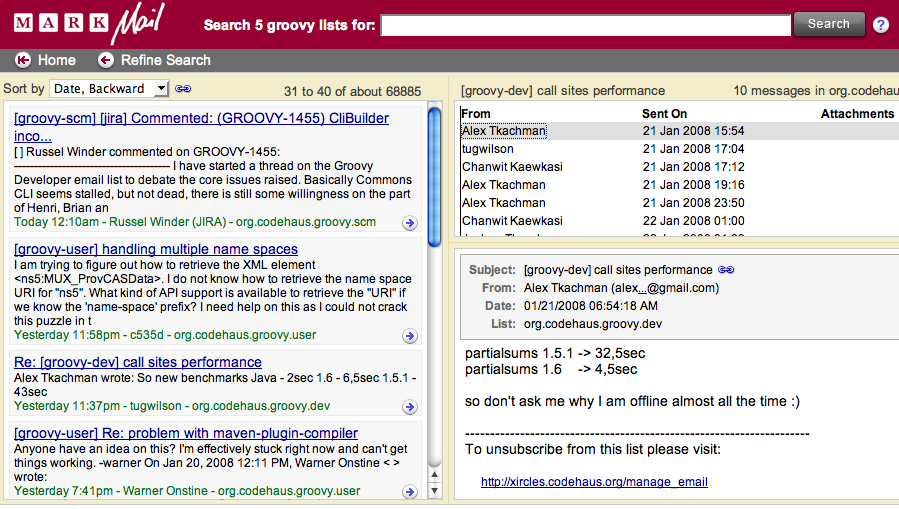 MARK Mail
Search 5 groovy lists for:
Search
?
Home
Refine Search
Sort by Date, Backward
31 to 40 of about 68885
[groovy-scm] [jira] Commented: (GROOVY-1455) CliBuilder
inco...
[ ] Russel Winder commented on GROOVY-1455:
--------------------------------------- I have started a thread on the Groovy
Developer email list to debate the core issues raised. Basically Commons
CLI seems stalled, but not dead, there is still some willingness on the part
of Henri, Brian an
Today 12:10am - Russel Winder (JIRA) - org.codehaus.groovy.scm
[groovy-user] handling multiple name spaces
I am trying to figure out how to retrieve the XML element
<ns5:MUX_ProvCASData>. I do not know how to retrieve the name space
URI for "ns5". What kind of API support is available to retrieve the "URI" if
we know the 'name-space' prefix? I need help on this as I could not crack
this puzzle in t
Yesterday 11:58pm - c535d - org.codehaus.groovy.user
Re: [groovy-dev] call sites performance
Alex Tkachman wrote: So new benchmarks Java - 2sec 1.6 - 6,5sec 1.5.1 -
43sec
Yesterday 11:37pm - tugwilson - org.codehaus.groovy.dev
[groovy-user] Re: problem with maven-plugin-compiler
Anyone have an idea on this? I'm effectively stuck right now and can't get
things working. -warner On Jan 20, 2008 12:11 PM, Warner Onstine < >
wrote:
Yesterday 7:41pm - Warner Onstine - org.codehaus.groovy.user
[groovy-dev] call sites performance
10 messages in org.codehau
From Sent On Attachments
Alex Tkachman 21 Jan 2008 15:54
tugwilson 21 Jan 2008 17:04
Chanwit Kaewkasi 21 Jan 2008 17:12
Alex Tkachman 21 Jan 2008 19:16
Alex Tkachman 21 Jan 2008 23:50
Chanwit Kaewkasi 22 Jan 2008 01:00
Subject: [groovy-dev] call sites performance
From: Alex Tkachman (alex...@gmail.com)
Date: 01/21/2008 06:54:18 AM
List: org.codehaus.groovy.dev
partialsums 1.5.1 -> 32,5sec
partialsums 1.6 -> 4,5sec
so don't ask me why I am offline almost all the time :)
---------------------------------------------------------------------
To unsubscribe from this list please visit:
http://xircles.codehaus.org/manage_email